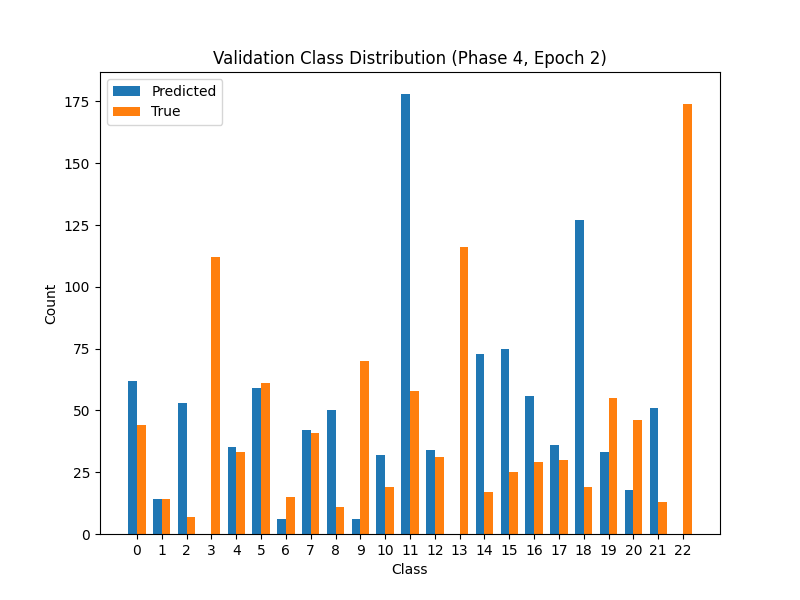 Validation Class Distribution (Phase 4, Epoch 2)
Predicted
True
175
150
125
100
75
50
25
0
Count
0 1 2 3 4 5 6 7 8 9 10 11 12 13 14 15 16 17 18 19 20 21 22
Class